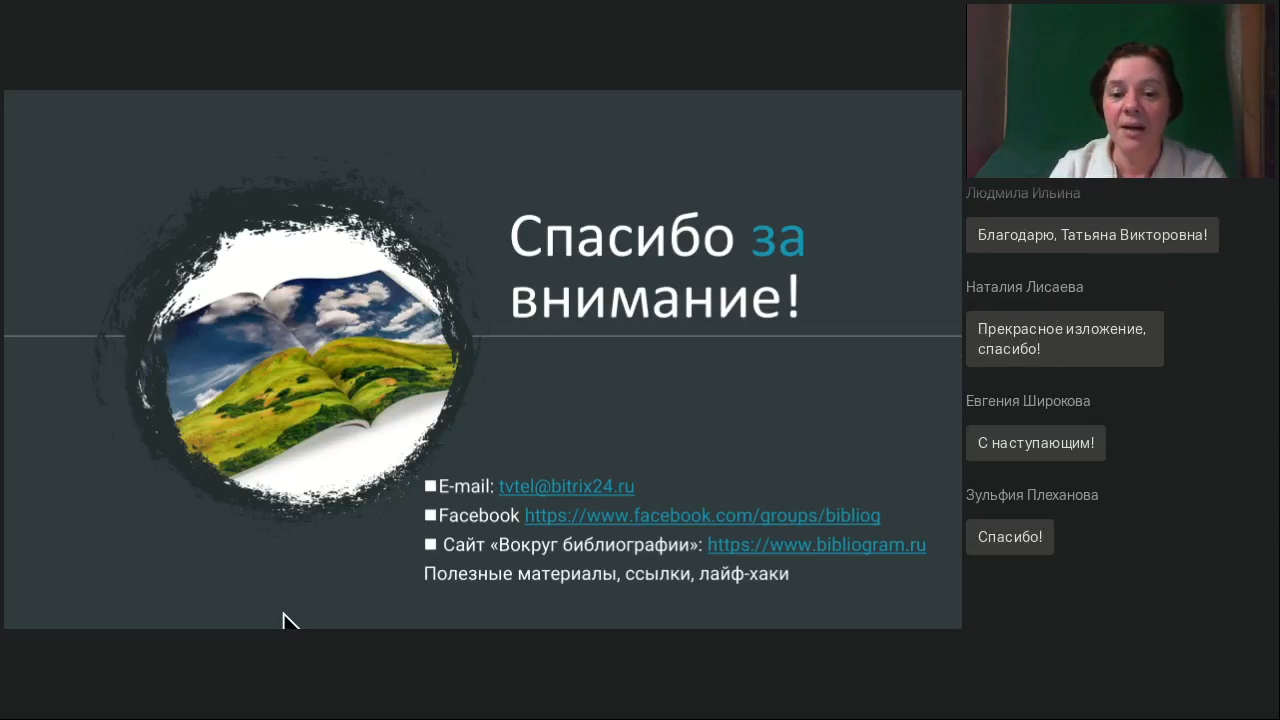 Спасибо за
внимание!
E-mail: tvtel@bitrix24.ru
Facebook https://www.facebook.com/groups/bibliog
Сайт «Вокруг библиографии»: https://www.bibliogram.ru
Полезные материалы, ссылки, лайф-хаки
Людмила Ильина
Благодарю, Татьяна Викторовна!
Наталия Лисаева
Прекрасное изложение,
спасибо!
Евгения Широкова
С наступающим!
Зульфия Плеханова
Спасибо!